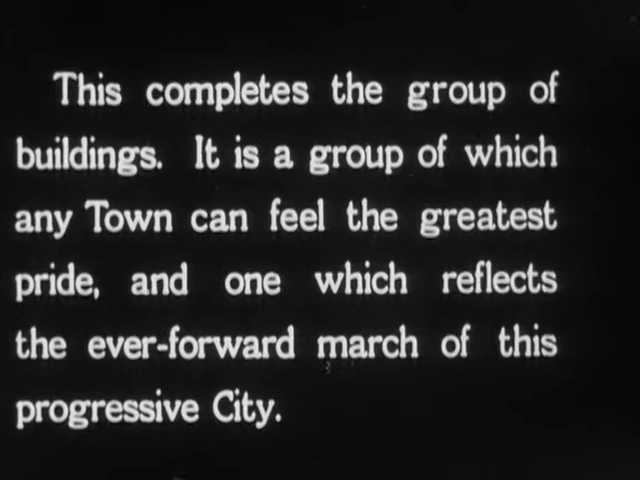 This completes the group of
buildings. It is a group of which
any Town can feel the greatest
pride, and one which reflects
the ever-forward march of this
progressive City.